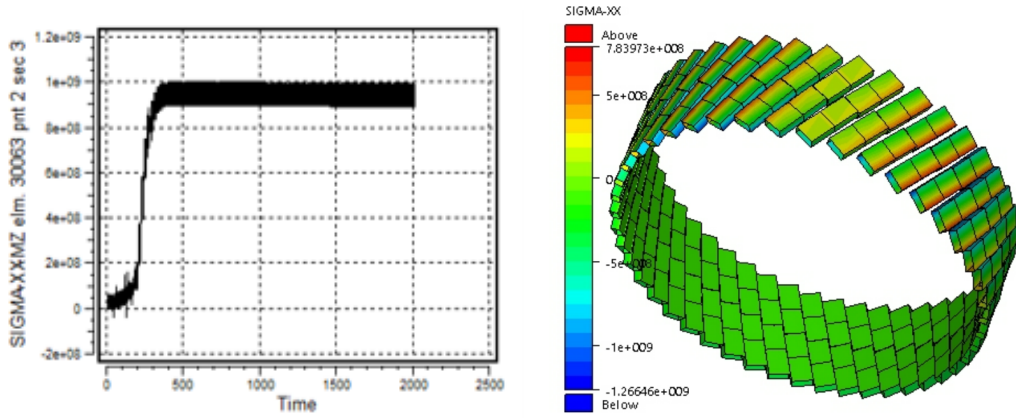 SIGMA-XXMZ elm. 30063 pnt 2 sec 3
1.2e+09
1e+09
8e+08
6e+08
4e+08
2e+08
0
-2e+08
0
500
1000
1500
2000
2500
Time
SIGMA-XX
Above
7.83973e+008
5e+008
0
-5e+008
-1e+009
-1.26646e+009
Below